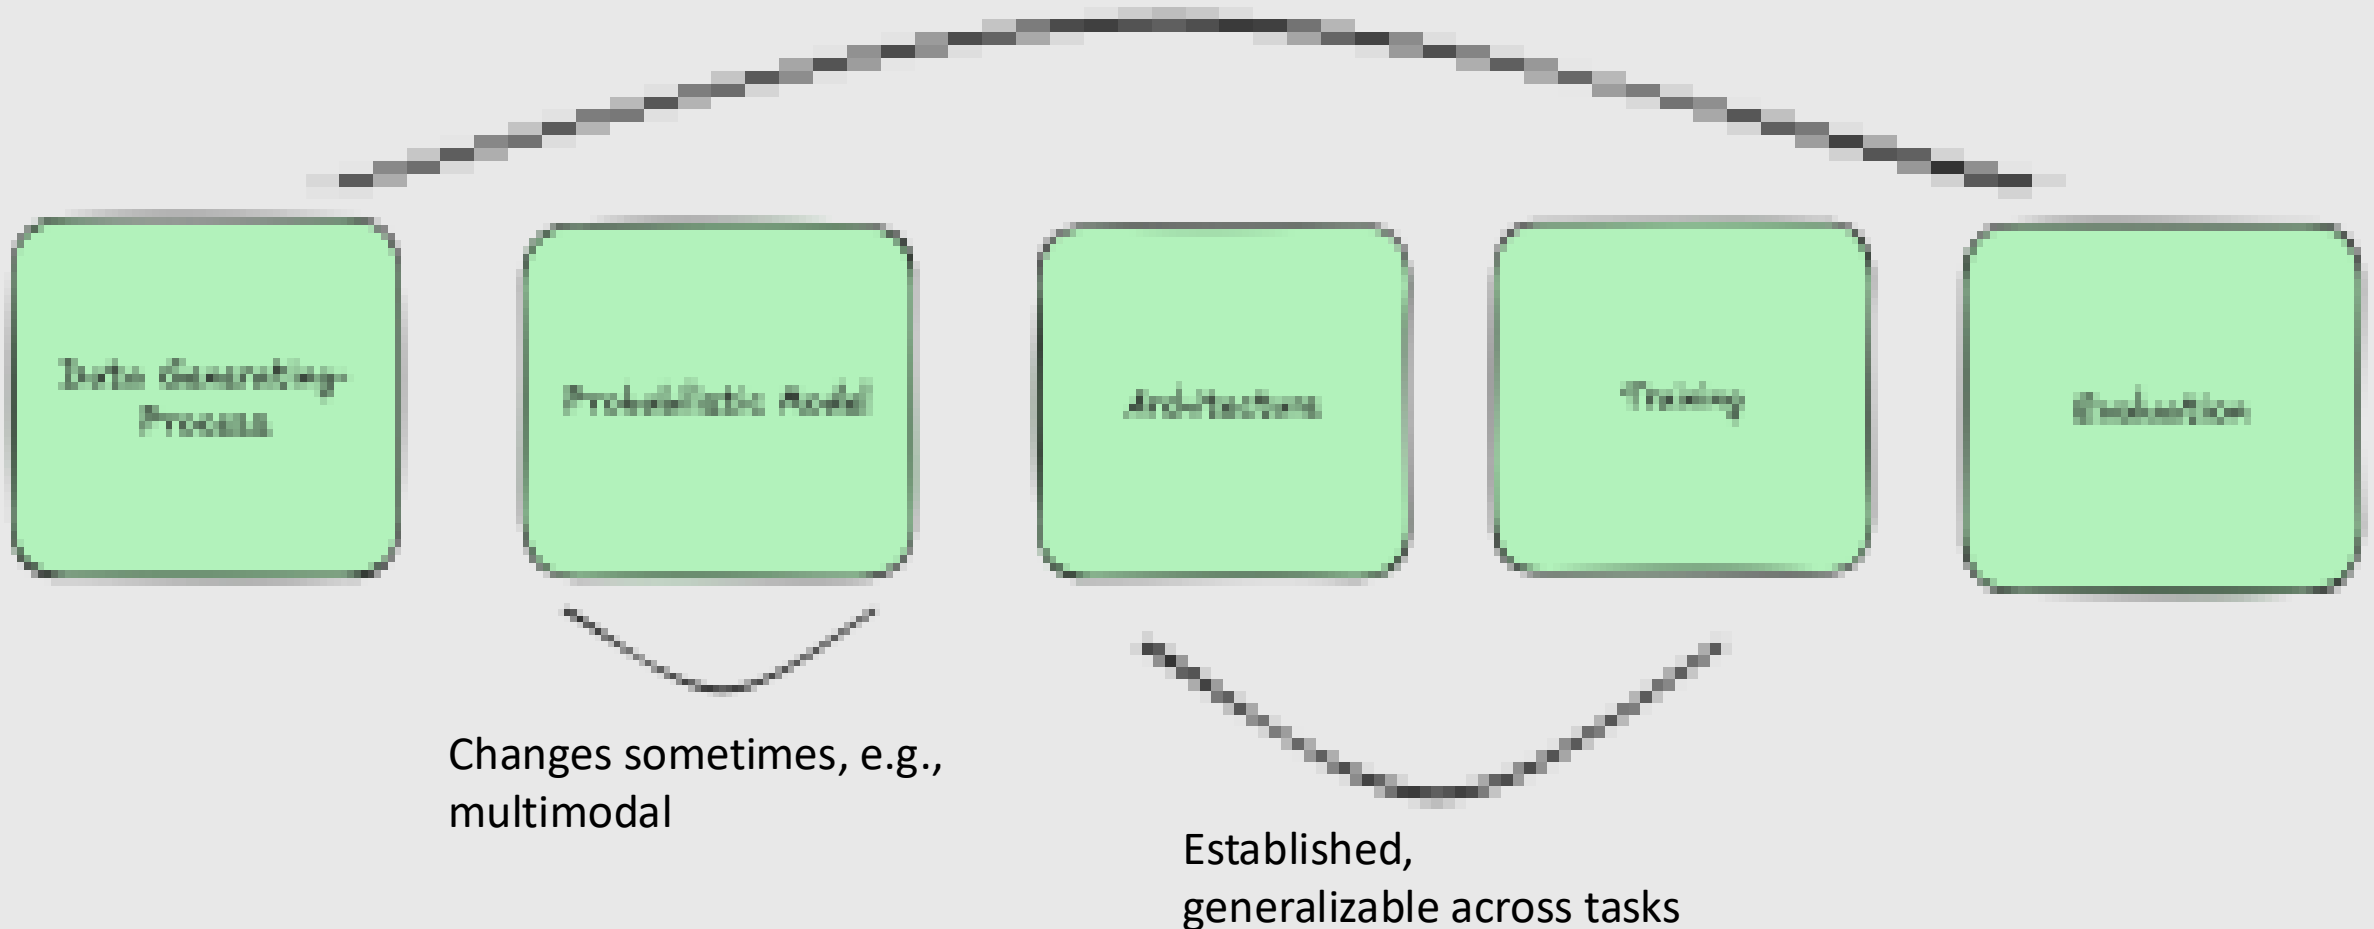 Data Generating
Process
Probabilistic Model
Architecture
Training
Evaluation
Changes sometimes, e.g.,
multimodal
Established,
generalizable across tasks